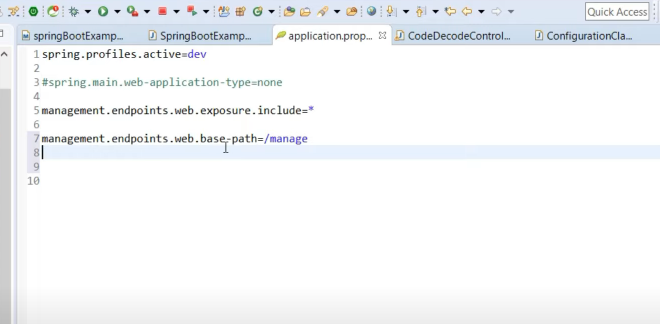 Quick Access
springBootExamp... SpringBootExamp... application.prop... CodeDecodeControl... ConfigurationCla...
1 spring.profiles.active=dev
2
3 #spring.main.web-application-type=none
4
5 management.endpoints.web.exposure.include=*
6
7 management.endpoints.web.base-path=/manage
8
9
10